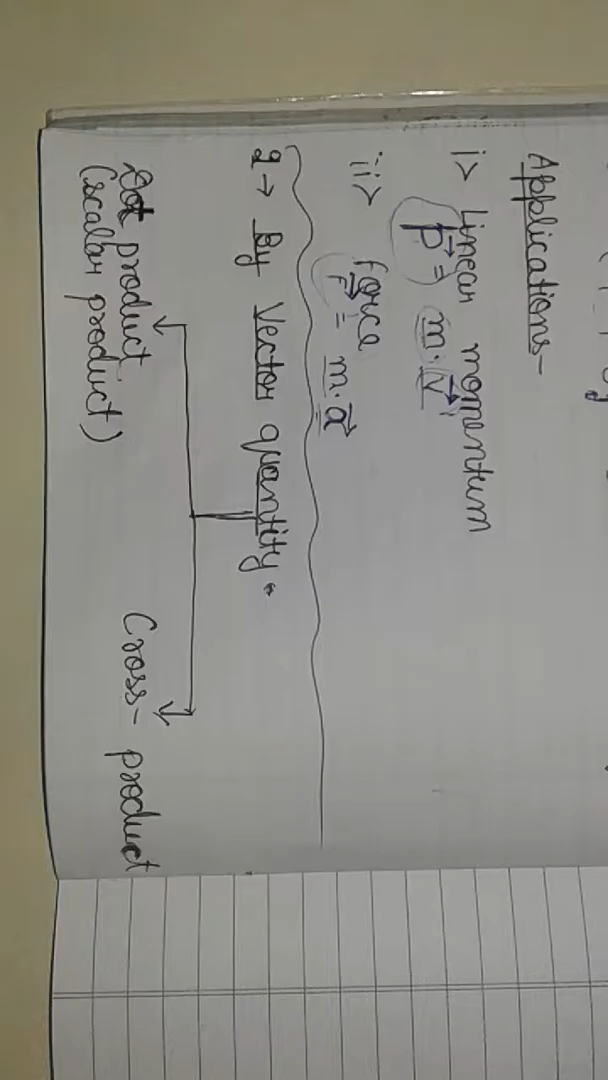 Applications-
i> Linear momentum
p⃗ = m.v⃗
ii> force
F⃗ = m.a⃗
2→ By Vector quantity.
Dot product
(scalar product)
Cross- product